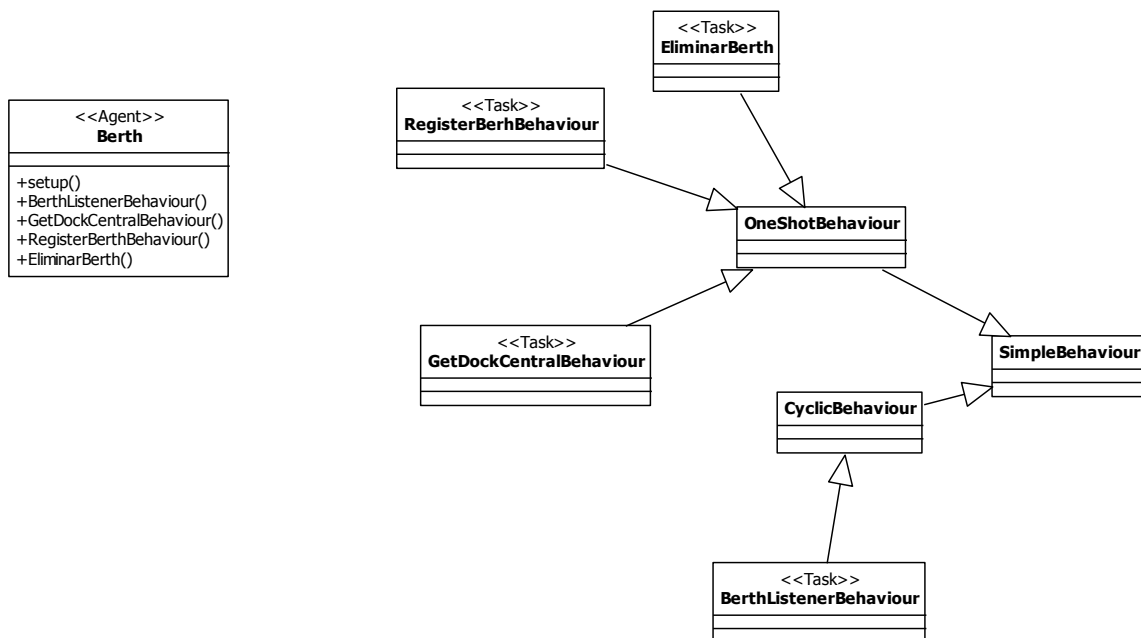 <<Agent>>
Berth
+setup()
+BerthListenerBehaviour()
+GetDockCentralBehaviour()
+RegisterBerthBehaviour()
+EliminarBerth()
<<Task>>
EliminarBerth
<<Task>>
RegisterBerhBehaviour
OneShotBehaviour
<<Task>>
GetDockCentralBehaviour
SimpleBehaviour
CyclicBehaviour
<<Task>>
BerthListenerBehaviour